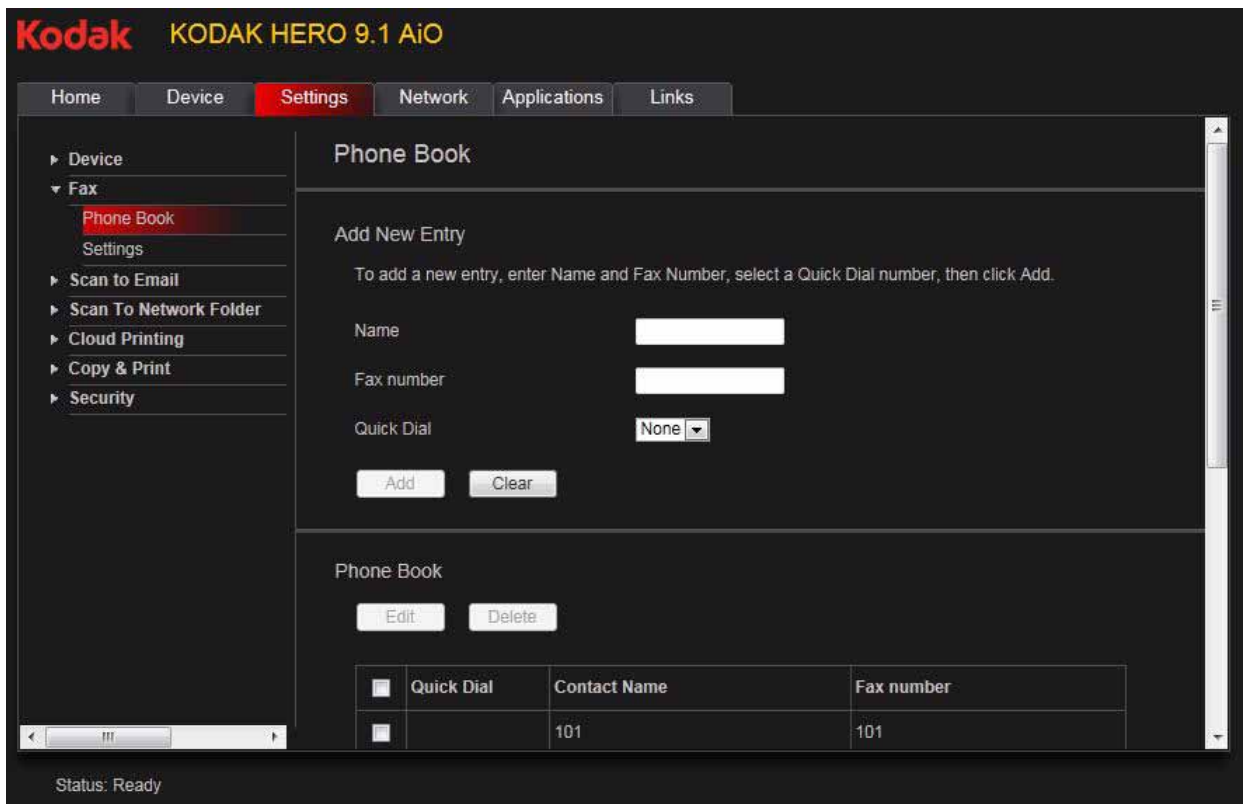 Kodak KODAK HERO 9.1 AiO
Home Device Settings Network Applications Links
Device
Fax
Phone Book
Settings
Scan to Email
Scan To Network Folder
Cloud Printing
Copy & Print
Security
Phone Book
Add New Entry
To add a new entry, enter Name and Fax Number, select a Quick Dial number, then click Add.
Name
Fax number
Quick Dial None
Add Clear
Phone Book
Edit Delete
Quick Dial Contact Name Fax number
101 101
Status: Ready